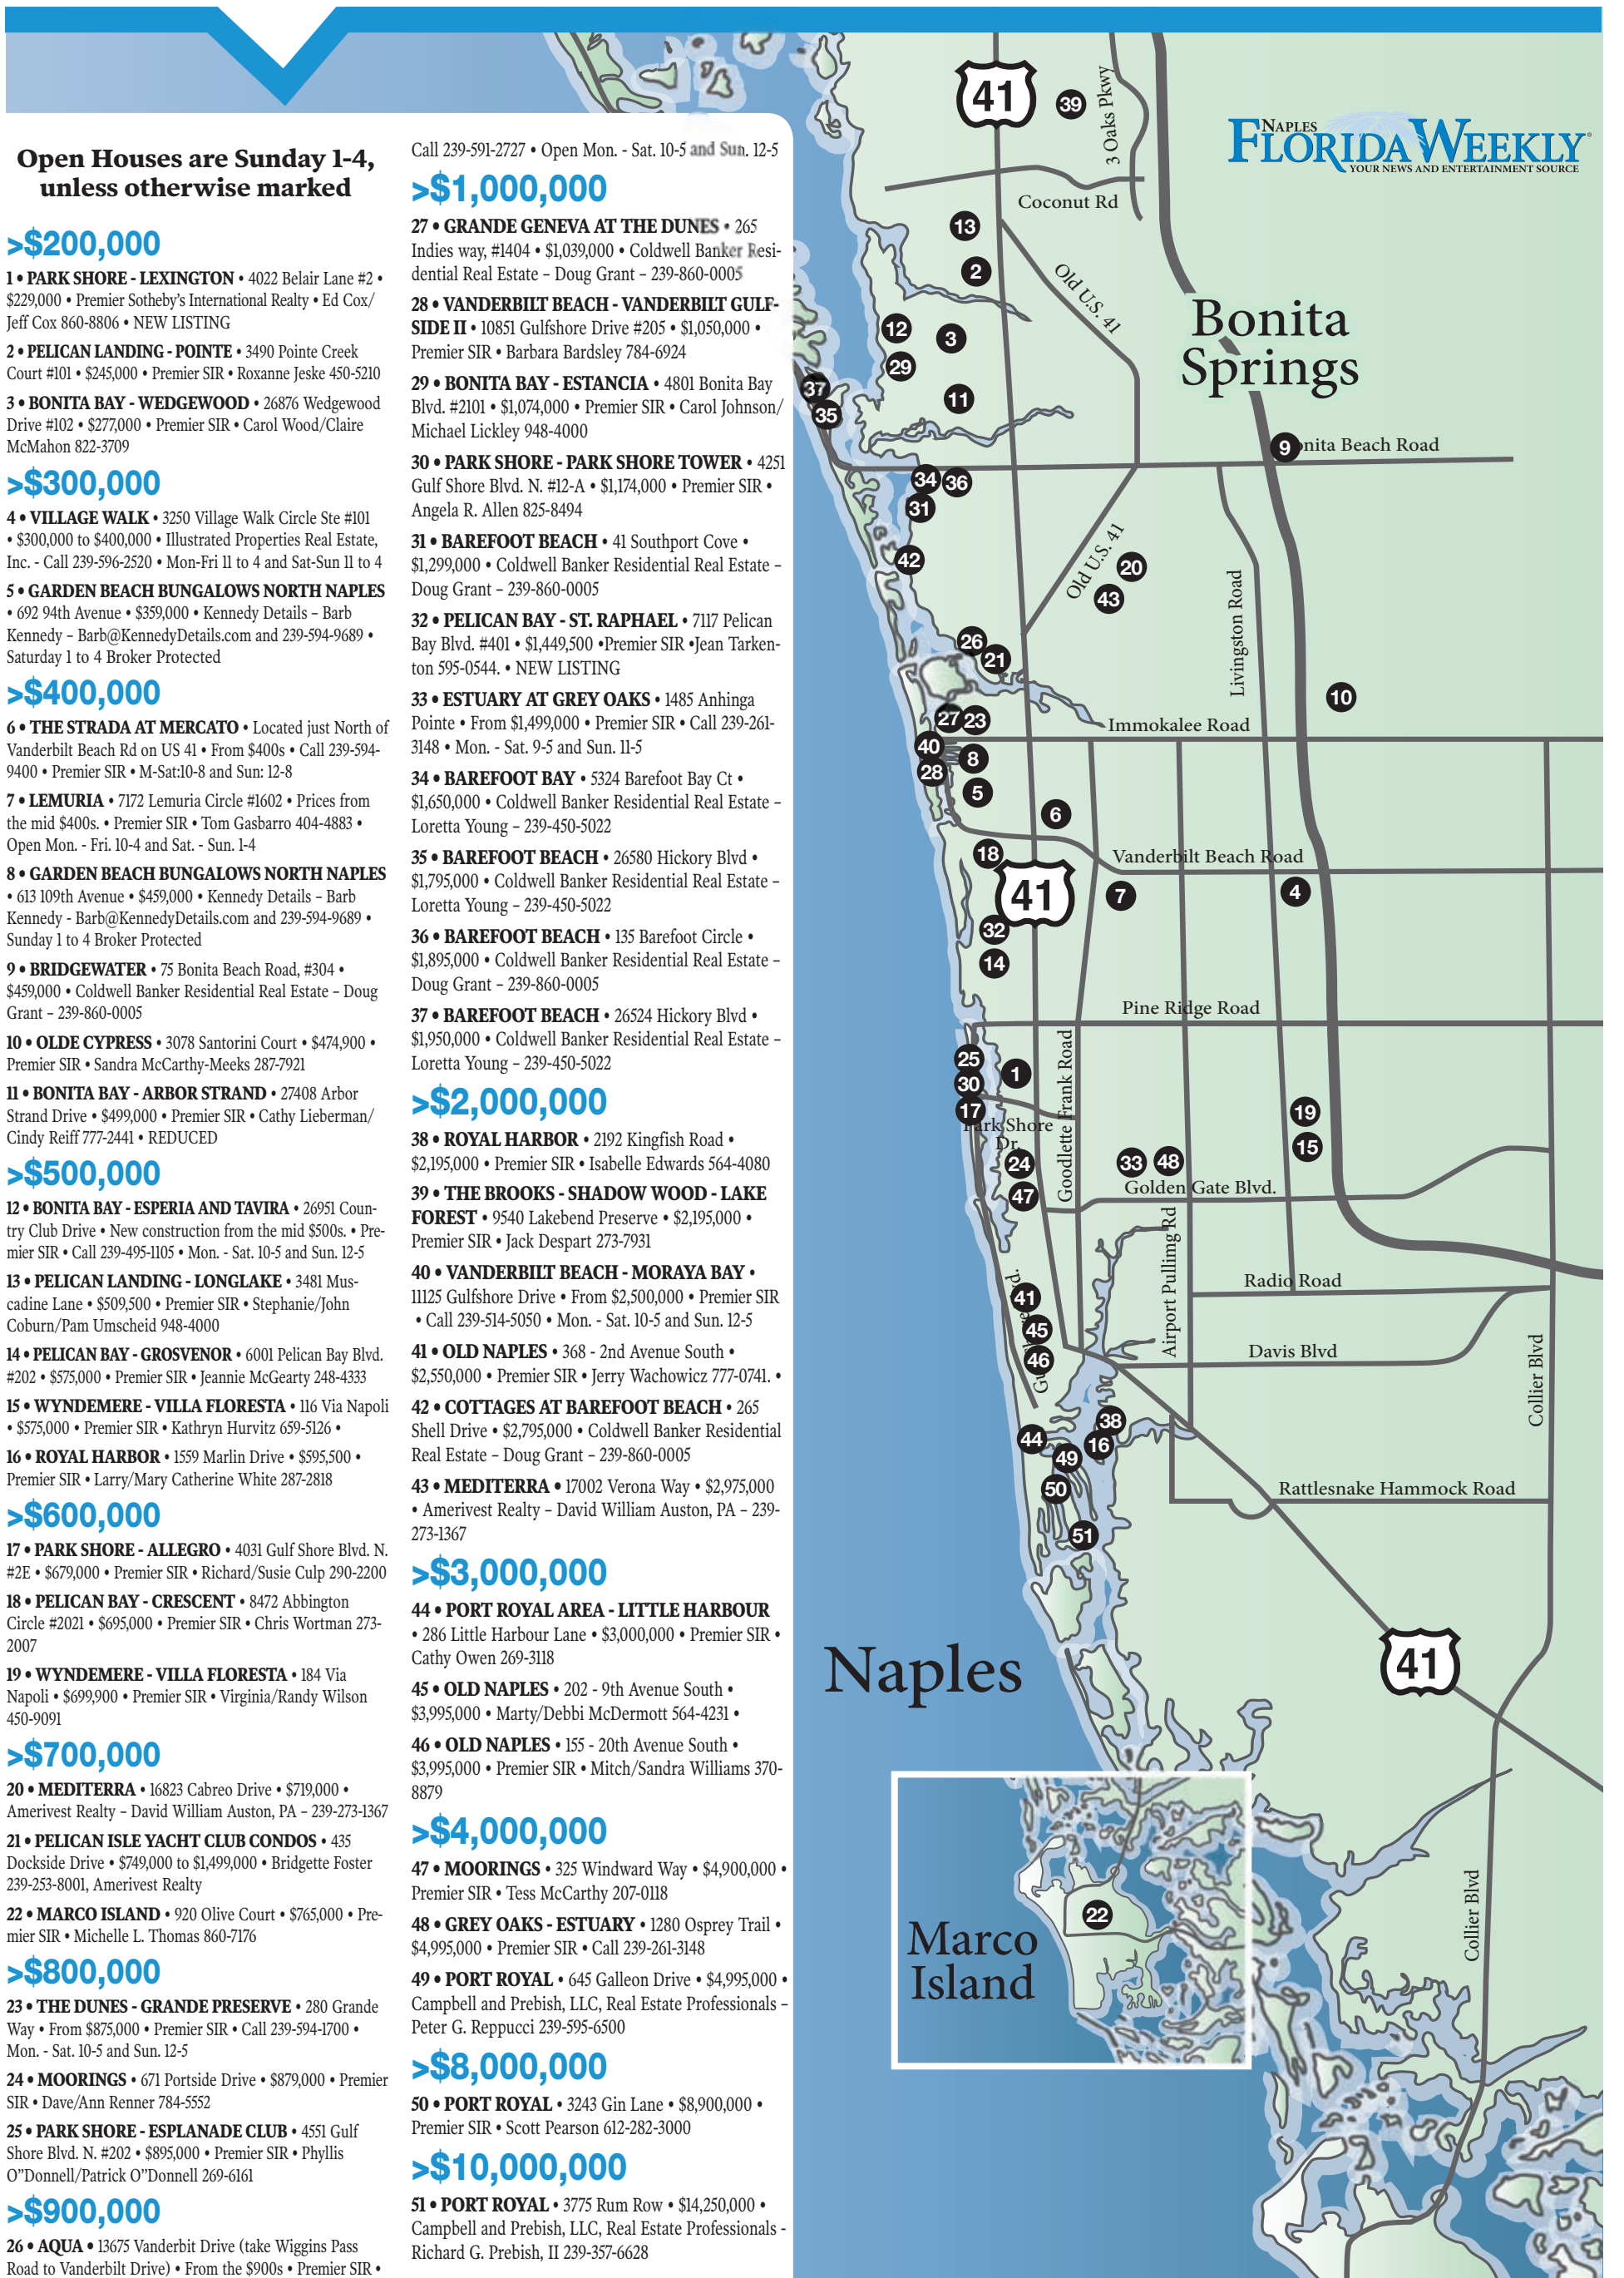 Open Houses are Sunday 1-4,
unless otherwise marked
>$200,000
1 • PARK SHORE - LEXINGTON • 4022 Belair Lane #2 •
$229,000 • Premier Sotheby's International Realty • Ed Cox/
Jeff Cox 860-8806 • NEW LISTING
2 • PELICAN LANDING - POINTE • 3490 Pointe Creek
Court #101 • $245,000 • Premier SIR • Roxanne Jeske 450-5210
3 • BONITA BAY - WEDGEWOOD • 26876 Wedgewood
Drive #102 • $277,000 • Premier SIR • Carol Wood/Claire
McMahon 822-3709
>$300,000
4 • VILLAGE WALK • 3250 Village Walk Circle Ste #101
• $300,000 to $400,000 • Illustrated Properties Real Estate,
Inc. - Call 239-596-2520 • Mon-Fri 11 to 4 and Sat-Sun 11 to 4
5 • GARDEN BEACH BUNGALOWS NORTH NAPLES
• 692 94th Avenue • $359,000 • Kennedy Details – Barb
Kennedy – Barb@KennedyDetails.com and 239-594-9689 •
Saturday 1 to 4 Broker Protected
>$400,000
6 • THE STRADA AT MERCATO • Located just North of
Vanderbilt Beach Rd on US 41 • From $400s • Call 239-594-
9400 • Premier SIR • M-Sat:10-8 and Sun: 12-8
7 • LEMURIA • 7172 Lemuria Circle #1602 • Prices from
the mid $400s. • Premier SIR • Tom Gasbarro 404-4883 •
Open Mon. - Fri. 10-4 and Sat. - Sun. 1-4
8 • GARDEN BEACH BUNGALOWS NORTH NAPLES
• 613 109th Avenue • $459,000 • Kennedy Details - Barb
Kennedy - Barb@KennedyDetails.com and 239-594-9689 •
Sunday 1 to 4 Broker Protected
9 • BRIDGEWATER • 75 Bonita Beach Road, #304 •
$459,000 • Coldwell Banker Residential Real Estate – Doug
Grant – 239-860-0005
10 • OLDE CYPRESS • 3078 Santorini Court • $474,900 •
Premier SIR • Sandra McCarthy-Meeks 287-7921
11 • BONITA BAY - ARBOR STRAND • 27408 Arbor
Strand Drive • $499,000 • Premier SIR • Cathy Lieberman/
Cindy Reiff 777-2441 • REDUCED
>$500,000
12 • BONITA BAY - ESPERIA AND TAVIRA • 26951 Coun-
try Club Drive • New construction from the mid $500s. • Pre-
mier SIR • Call 239-495-1105 • Mon. - Sat. 10-5 and Sun. 12-5
13 • PELICAN LANDING - LONGLAKE • 3481 Mus-
cadine Lane • $509,500 • Premier SIR • Stephanie/John
Coburn/Pam Umscheid 948-4000
14 • PELICAN BAY - GROSVENOR • 6001 Pelican Bay Blvd.
#202 • $575,000 • Premier SIR • Jeannie McGearty 248-4333
15 • WYNDEMERE - VILLA FLORESTA • 116 Via Napoli
• $575,000 • Premier SIR • Kathryn Hurvitz 659-5126 •
16 • ROYAL HARBOR • 1559 Marlin Drive • $595,500 •
Premier SIR • Larry/Mary Catherine White 287-2818
>$600,000
17 • PARK SHORE - ALLEGRO • 4031 Gulf Shore Blvd. N.
#2E • $679,000 • Premier SIR • Richard/Susie Culp 290-2200
18 • PELICAN BAY - CRESCENT • 8472 Abbington
Circle #2021 • $695,000 • Premier SIR • Chris Wortman 273-
2007
19 • WYNDEMERE - VILLA FLORESTA • 184 Via
Napoli • $699,900 • Premier SIR • Virginia/Randy Wilson
450-9091
>$700,000
20 • MEDITERRA • 16823 Cabreo Drive • $719,000 •
Amerivest Realty – David William Auston, PA – 239-273-1367
21 • PELICAN ISLE YACHT CLUB CONDOS • 435
Dockside Drive • $749,000 to $1,499,000 • Bridgette Foster
239-253-8001, Amerivest Realty
22 • MARCO ISLAND • 920 Olive Court • $765,000 • Pre-
mier SIR • Michelle L. Thomas 860-7176
>$800,000
23 • THE DUNES - GRANDE PRESERVE • 280 Grande
Way • From $875,000 • Premier SIR • Call 239-594-1700 •
Mon. - Sat. 10-5 and Sun. 12-5
24 • MOORINGS • 671 Portside Drive • $879,000 • Premier
SIR • Dave/Ann Renner 784-5552
25 • PARK SHORE - ESPLANADE CLUB • 4551 Gulf
Shore Blvd. N. #202 • $895,000 • Premier SIR • Phyllis
O"Donnell/Patrick O"Donnell 269-6161
>$900,000
26 • AQUA • 13675 Vanderbit Drive (take Wiggins Pass
Road to Vanderbilt Drive) • From the $900s • Premier SIR •
Call 239-591-2727 • Open Mon. - Sat. 10-5 and Sun. 12-5
>$1,000,000
27 • GRANDE GENEVA AT THE DUNES • 265
Indies way, #1404 • $1,039,000 • Coldwell Banker Resi-
dential Real Estate – Doug Grant – 239-860-0005
28 • VANDERBILT BEACH - VANDERBILT GULF-
SIDE II • 10851 Gulfshore Drive #205 • $1,050,000 •
Premier SIR • Barbara Bardsley 784-6924
29 • BONITA BAY - ESTANCIA • 4801 Bonita Bay
Blvd. #2101 • $1,074,000 • Premier SIR • Carol Johnson/
Michael Lickley 948-4000
30 • PARK SHORE - PARK SHORE TOWER • 4251
Gulf Shore Blvd. N. #12-A • $1,174,000 • Premier SIR •
Angela R. Allen 825-8494
31 • BAREFOOT BEACH • 41 Southport Cove •
$1,299,000 • Coldwell Banker Residential Real Estate –
Doug Grant – 239-860-0005
32 • PELICAN BAY - ST. RAPHAEL • 7117 Pelican
Bay Blvd. #401 • $1,449,500 •Premier SIR •Jean Tarken-
ton 595-0544. • NEW LISTING
33 • ESTUARY AT GREY OAKS • 1485 Anhinga
Pointe • From $1,499,000 • Premier SIR • Call 239-261-
3148 • Mon. - Sat. 9-5 and Sun. 11-5
34 • BAREFOOT BAY • 5324 Barefoot Bay Ct •
$1,650,000 • Coldwell Banker Residential Real Estate –
Loretta Young – 239-450-5022
35 • BAREFOOT BEACH • 26580 Hickory Blvd •
$1,795,000 • Coldwell Banker Residential Real Estate –
Loretta Young – 239-450-5022
36 • BAREFOOT BEACH • 135 Barefoot Circle •
$1,895,000 • Coldwell Banker Residential Real Estate –
Doug Grant – 239-860-0005
37 • BAREFOOT BEACH • 26524 Hickory Blvd •
$1,950,000 • Coldwell Banker Residential Real Estate –
Loretta Young – 239-450-5022
>$2,000,000
38 • ROYAL HARBOR • 2192 Kingfish Road •
$2,195,000 • Premier SIR • Isabelle Edwards 564-4080
39 • THE BROOKS - SHADOW WOOD - LAKE
FOREST • 9540 Lakebend Preserve • $2,195,000 •
Premier SIR • Jack Despart 273-7931
40 • VANDERBILT BEACH - MORAYA BAY •
11125 Gulfshore Drive • From $2,500,000 • Premier SIR
• Call 239-514-5050 • Mon. - Sat. 10-5 and Sun. 12-5
41 • OLD NAPLES • 368 - 2nd Avenue South •
$2,550,000 • Premier SIR • Jerry Wachowicz 777-0741. •
42 • COTTAGES AT BAREFOOT BEACH • 265
Shell Drive • $2,795,000 • Coldwell Banker Residential
Real Estate – Doug Grant – 239-860-0005
43 • MEDITERRA • 17002 Verona Way • $2,975,000
• Amerivest Realty – David William Auston, PA – 239-
273-1367
>$3,000,000
44 • PORT ROYAL AREA - LITTLE HARBOUR
• 286 Little Harbour Lane • $3,000,000 • Premier SIR •
Cathy Owen 269-3118
45 • OLD NAPLES • 202 - 9th Avenue South •
$3,995,000 • Marty/Debbi McDermott 564-4231 •
46 • OLD NAPLES • 155 - 20th Avenue South •
$3,995,000 • Premier SIR • Mitch/Sandra Williams 370-
8879
>$4,000,000
47 • MOORINGS • 325 Windward Way • $4,900,000 •
Premier SIR • Tess McCarthy 207-0118
48 • GREY OAKS - ESTUARY • 1280 Osprey Trail •
$4,995,000 • Premier SIR • Call 239-261-3148
49 • PORT ROYAL • 645 Galleon Drive • $4,995,000 •
Campbell and Prebish, LLC, Real Estate Professionals –
Peter G. Reppucci 239-595-6500
>$8,000,000
50 • PORT ROYAL • 3243 Gin Lane • $8,900,000 •
Premier SIR • Scott Pearson 612-282-3000
>$10,000,000
51 • PORT ROYAL • 3775 Rum Row • $14,250,000 •
Campbell and Prebish, LLC, Real Estate Professionals -
Richard G. Prebish, II 239-357-6628
NAPLES
FLORIDA WEEKLY®
YOUR NEWS AND ENTERTAINMENT SOURCE
41
39
3 Oaks Pkwy
Coconut Rd
13
2
Old U.S. 41
Bonita
Springs
12
3
29
37
11
35
9
onita Beach Road
34
36
31
Old U.S. 41
42
20
43
Livingston Road
26
21
10
27
23
Immokalee Road
40
8
28
5
6
18
Vanderbilt Beach Road
41
7
4
32
14
Pine Ridge Road
25
30
1
17
Goodlette Frank Road
19
Park Shore
Dr.
15
24
33
48
47
Golden Gate Blvd.
Airport Pulling Rd
Radio Road
41
45
46
Davis Blvd
Collier Blvd
38
44
16
49
50
Rattlesnake Hammock Road
51
Naples
41
Marco
Island
22
Collier Blvd